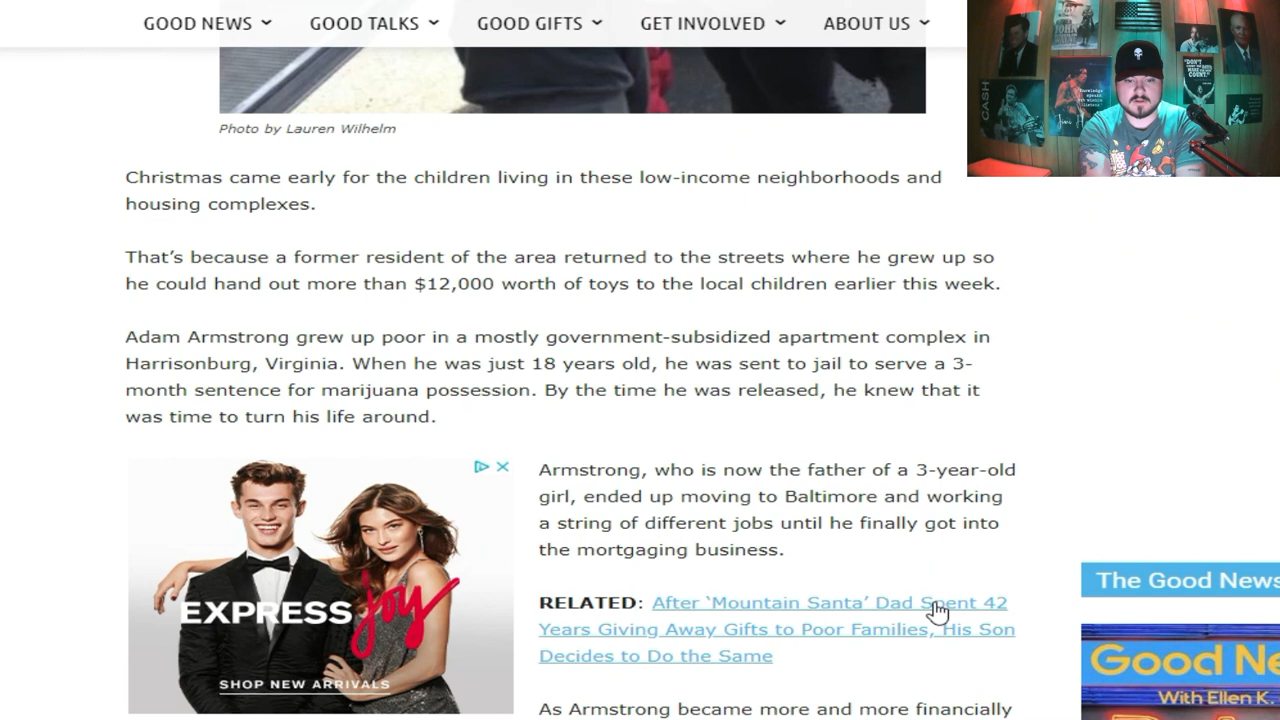 GOOD NEWS GOOD TALKS GOOD GIFTS GET INVOLVED ABOUT US
Photo by Lauren Wilhelm
CASH
"DON'T
COUNT."
Christmas came early for the children living in these low-income neighborhoods and
housing complexes.
That's because a former resident of the area returned to the streets where he grew up so
he could hand out more than $12,000 worth of toys to the local children earlier this week.
Adam Armstrong grew up poor in a mostly government-subsidized apartment complex in
Harrisonburg, Virginia. When he was just 18 years old, he was sent to jail to serve a 3-
month sentence for marijuana possession. By the time he was released, he knew that it
was time to turn his life around.
EXPRESS joy
SHOP NEW ARRIVALS
Armstrong, who is now the father of a 3-year-old
girl, ended up moving to Baltimore and working
a string of different jobs until he finally got into
the mortgaging business.
RELATED: After ‘Mountain Santa’ Dad Spent 42
Years Giving Away Gifts to Poor Families, His Son
Decides to Do the Same
As Armstrong became more and more financially
The Good News
Good Ne
With Ellen K.